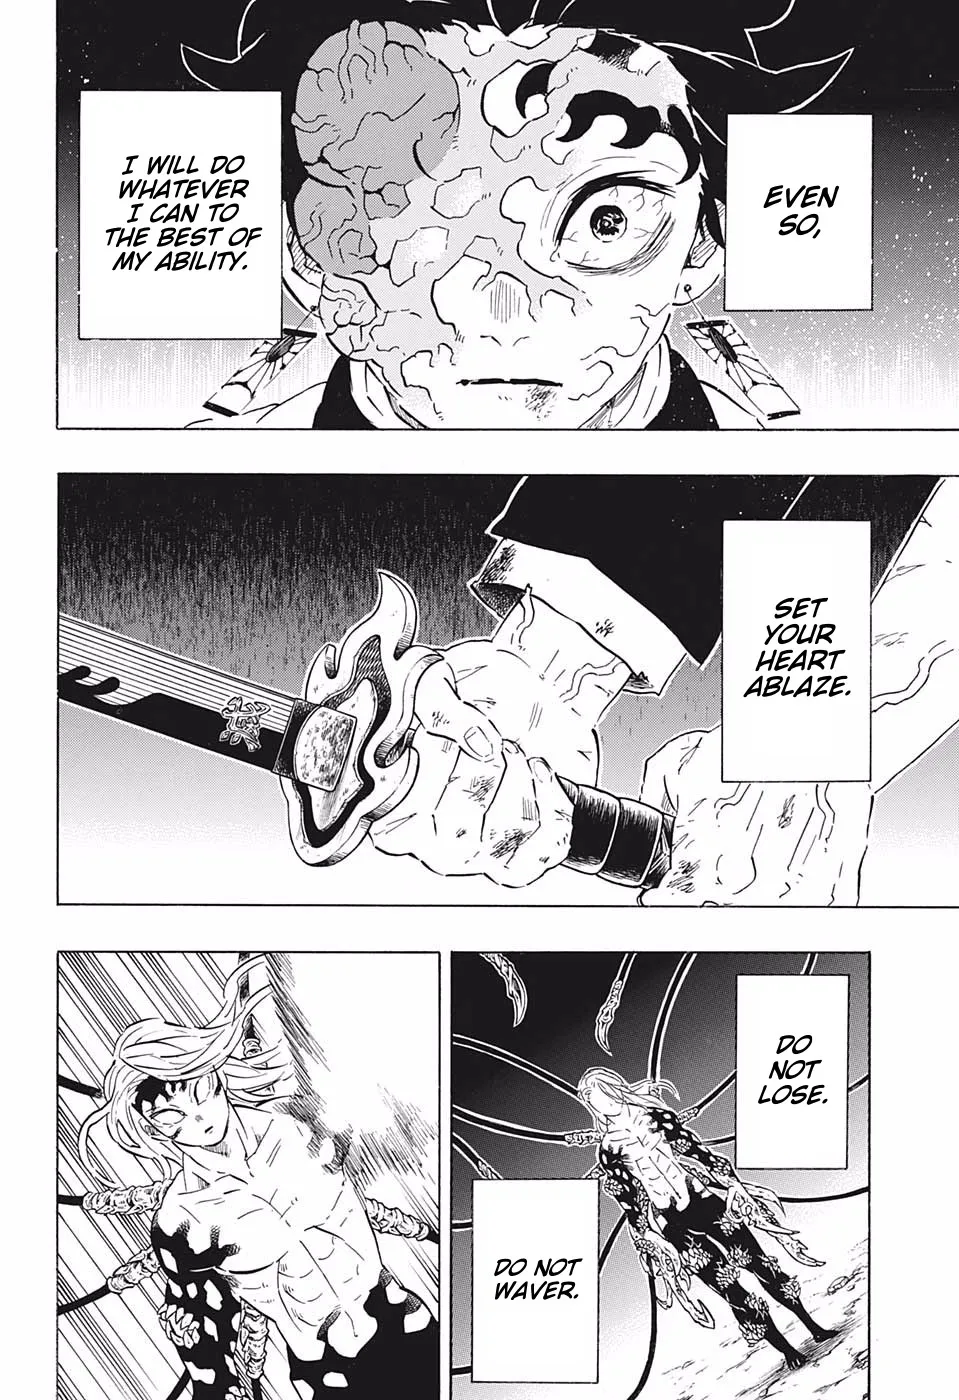 EVEN
SO,
I WILL DO
WHATEVER
I CAN TO
THE BEST OF
MY ABILITY.
SET
YOUR
HEART
ABLAZE.
DO
NOT
LOSE.
DO NOT
WAVER.